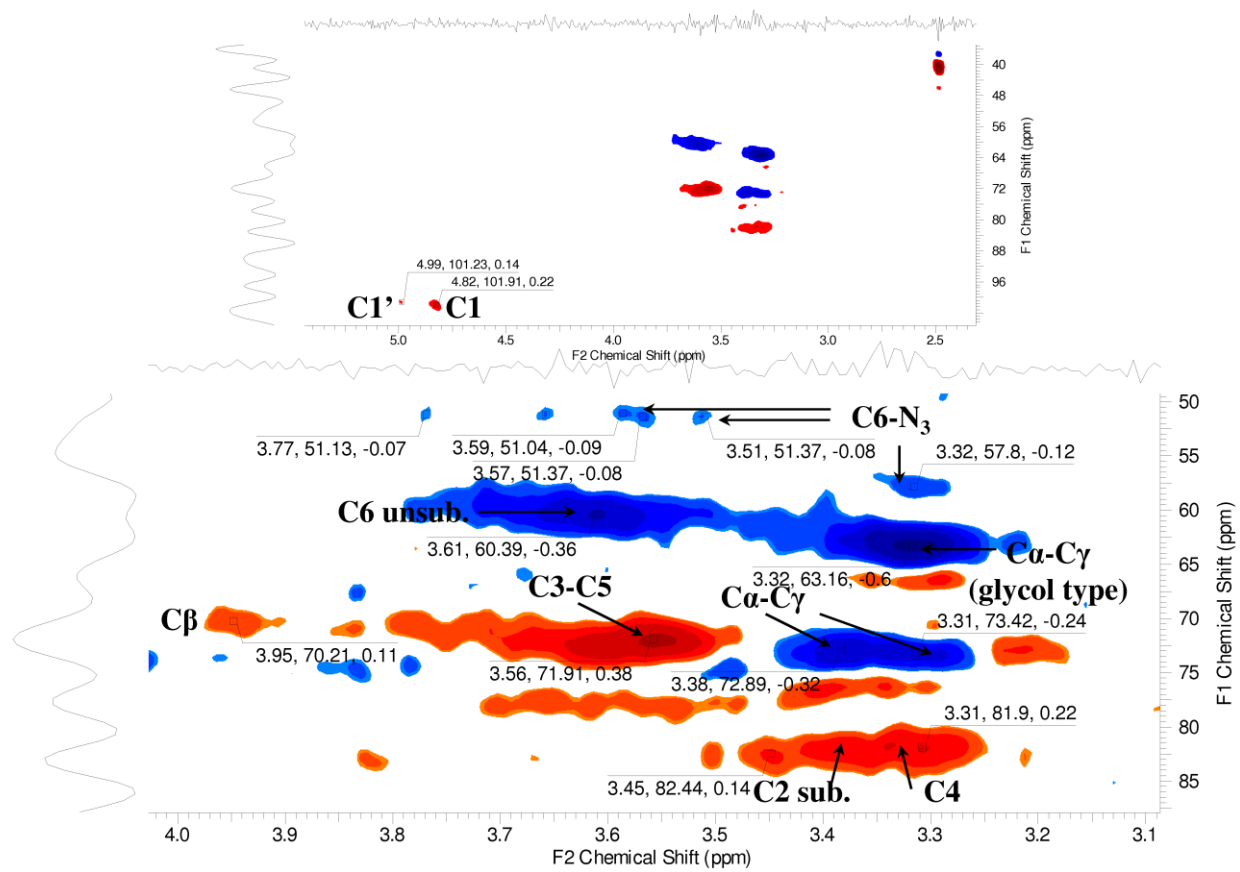 40
48
56
64
72
80
88
96
F1 Chemical Shift (ppm)
4.99, 101.23, 0.14
4.82, 101.91, 0.22
C1’ C1
5.0 4.5 4.0 3.5 3.0 2.5
F2 Chemical Shift (ppm)
50
55
60
65
70
75
80
85
F1 Chemical Shift (ppm)
C6-N3
3.77, 51.13, -0.07
3.59, 51.04, -0.09
3.57, 51.37, -0.08
3.51, 51.37, -0.08
3.32, 57.8, -0.12
C6 unsub.
3.61, 60.39, -0.36
3.32, 63.16, -0.6
Cα-Cγ
(glycol type)
C3-C5
Cα-Cγ
Cβ
3.31, 73.42, -0.24
3.95, 70.21, 0.11
3.56, 71.91, 0.38
3.38, 72.89, -0.32
3.31, 81.9, 0.22
3.45, 82.44, 0.14
C2 sub. C4
4.0 3.9 3.8 3.7 3.6 3.5 3.4 3.3 3.2 3.1
F2 Chemical Shift (ppm)